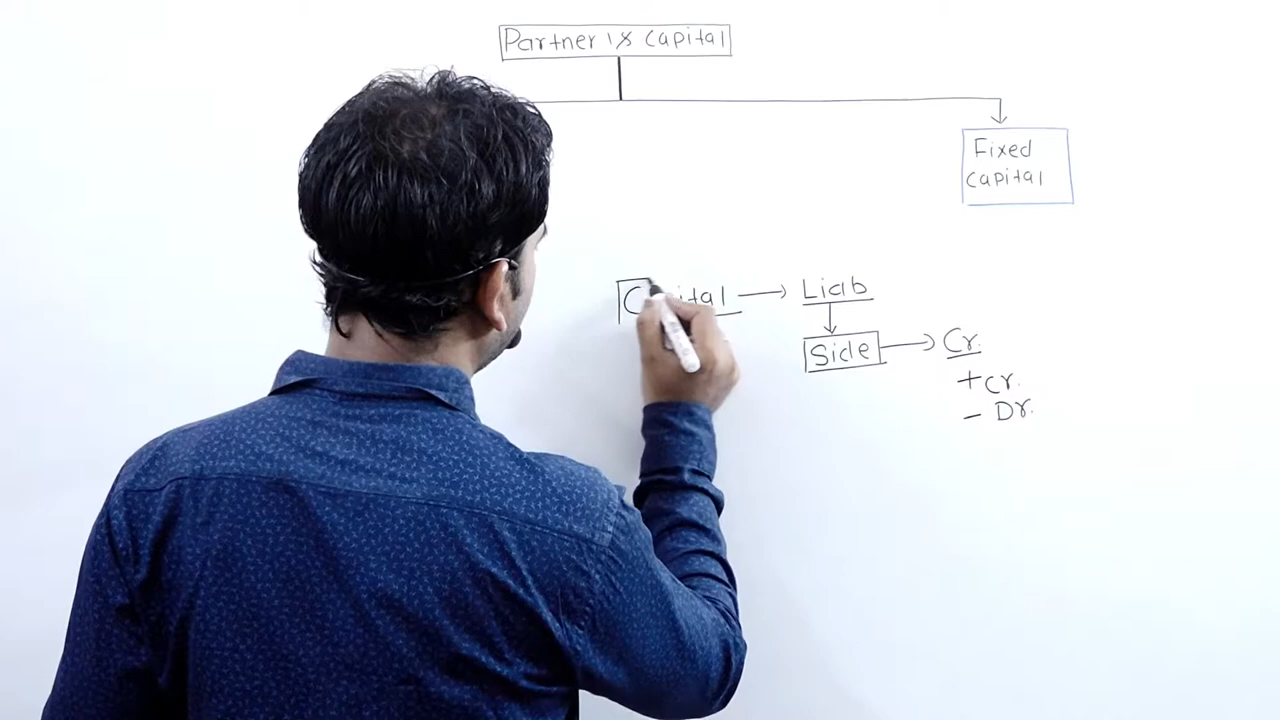 Partner's Capital
Fixed
Capital
Liab
Side → Cr.
+ Cr.
- Dr.